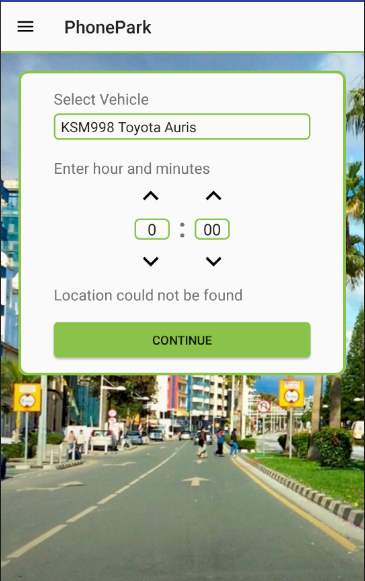 PhonePark
Select Vehicle
KSM998 Toyota Auris
Enter hour and minutes
0 : 00
Location could not be found
CONTINUE